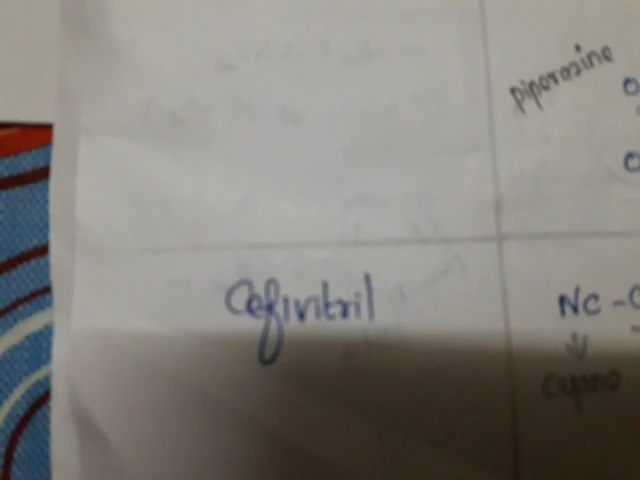 piperazine
O
O
Cefinitril
NC-C
cyano